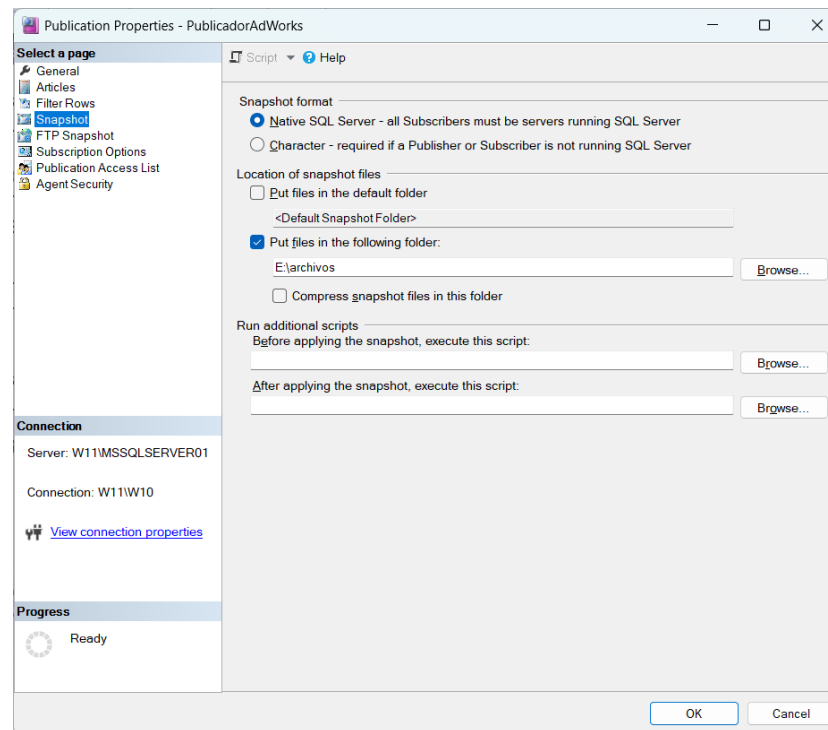 Publication Properties - PublicadorAdWorks
Select a page
General
Articles
Filter Rows
Snapshot
FTP Snapshot
Subscription Options
Publication Access List
Agent Security
Script
Help
Snapshot format
Native SQL Server - all Subscribers must be servers running SQL Server
Character - required if a Publisher or Subscriber is not running SQL Server
Location of snapshot files
Put files in the default folder
<Default Snapshot Folder>
Put files in the following folder:
E:\archivos
Browse...
Compress snapshot files in this folder
Run additional scripts
Before applying the snapshot, execute this script:
Browse...
After applying the snapshot, execute this script:
Browse...
Connection
Server: W11\MSSQLSERVER01
Connection: W11\W10
View connection properties
Progress
Ready
OK
Cancel